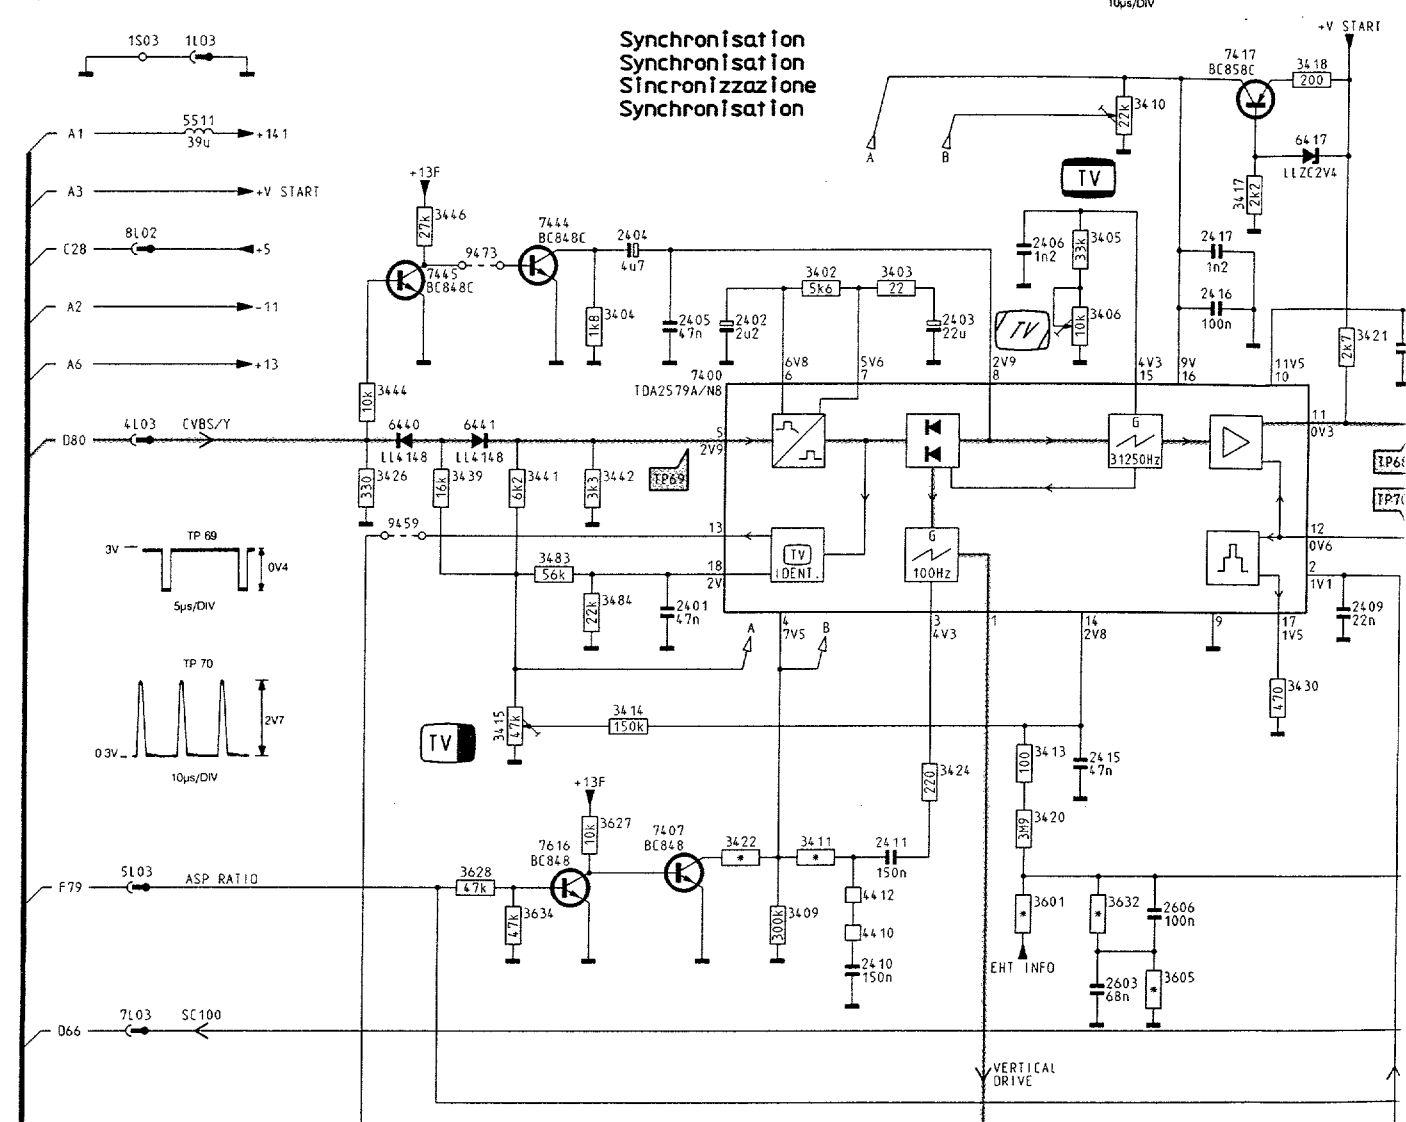 10µs/DIV
Synchronisation
Synchronisation
Sincronizzazione
Synchronisation
+V START
1S03 1L03
7417
BC858C
3418
200
A1 5511
39u
+141
3410
22k
A B
6417
LLZC2V4
3417
2k2
A3 +V START
+13F
3446
27k
TV
8L02
C28 +5
9473
7444
BC848C
2404
4u7
7445
BC848C
2406
1n2
3405
33k
2417
1n2
3402
5k6
3403
22
A2 -11
3404
1k8
2405
47n
2402
2u2
2403
22u
TV
3406
10k
2416
100n
3421
2k7
A6 +13
7400
TDA2579A/N8
6V8
6
5V6
7
2V9
8
4V3
15
9V
16
11V5
10
3444
10k
4L03
D80 CVBS/Y
6440
LL4148
6441
LL4148
5
2V9
G
31250Hz
11
0V3
3426
330
3439
16k
3441
6k2
3442
3k3
TP69
TP68
TP70
9459
13
TV
IDENT.
G
100Hz
12
0V6
TP 69
3V
0V4
5µs/DIV
3483
56k
18
2V
2
1V1
3484
22k
2401
47n
2409
22n
A B
4
7V5
3
4V3
1
14
2V8
9
17
1V5
TP 70
2V7
0 3V
10µs/DIV
3430
470
TV
3415
47k
3414
150k
3413
100
2415
47n
3424
220
+13F
3627
10k
3420
3M9
7616
BC848
7407
BC848
3422
*
3411
*
2411
150n
5L03
F79 ASP RATIO
3628
47k
3634
47k
3409
300k
4412
4410
2410
150n
3601
*
3632
*
2606
100n
EHT INFO
2603
68n
3605
*
7L03
D66 SC100
VERTICAL
DRIVE